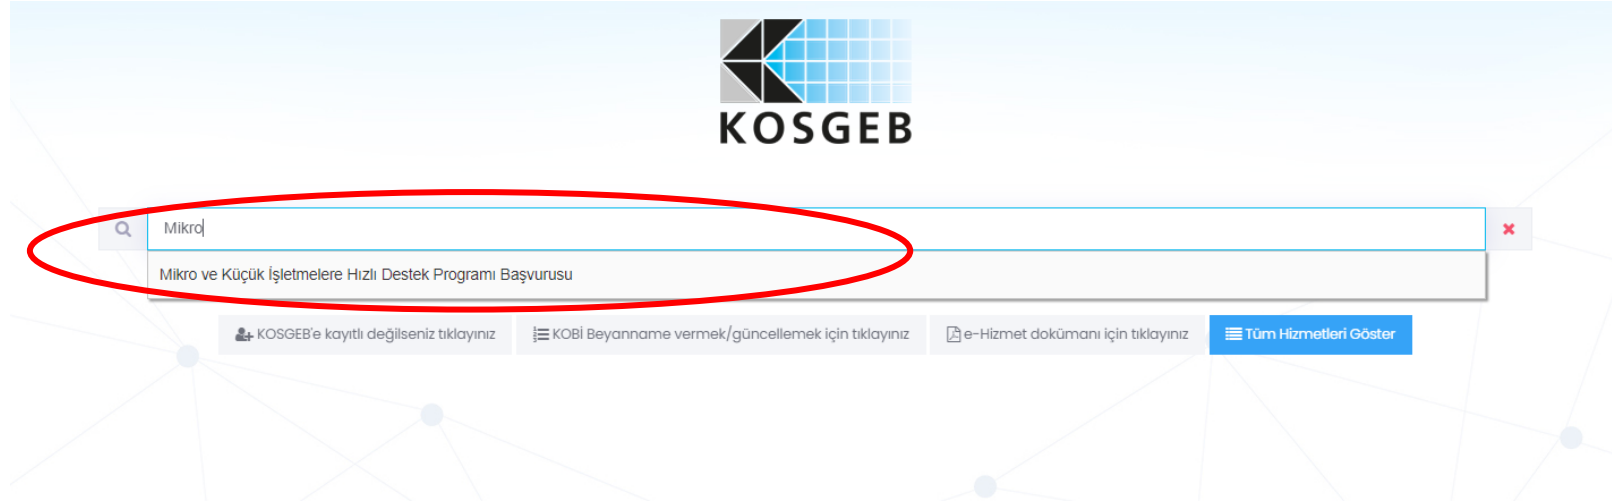 KOSGEB
Mikro
Mikro ve Küçük İşletmelere Hızlı Destek Programı Başvurusu
KOSGEB'e kayıtlı değilseniz tıklayınız
KOBİ Beyanname vermek/güncellemek için tıklayınız
e-Hizmet dokümanı için tıklayınız
Tüm Hizmetleri Göster